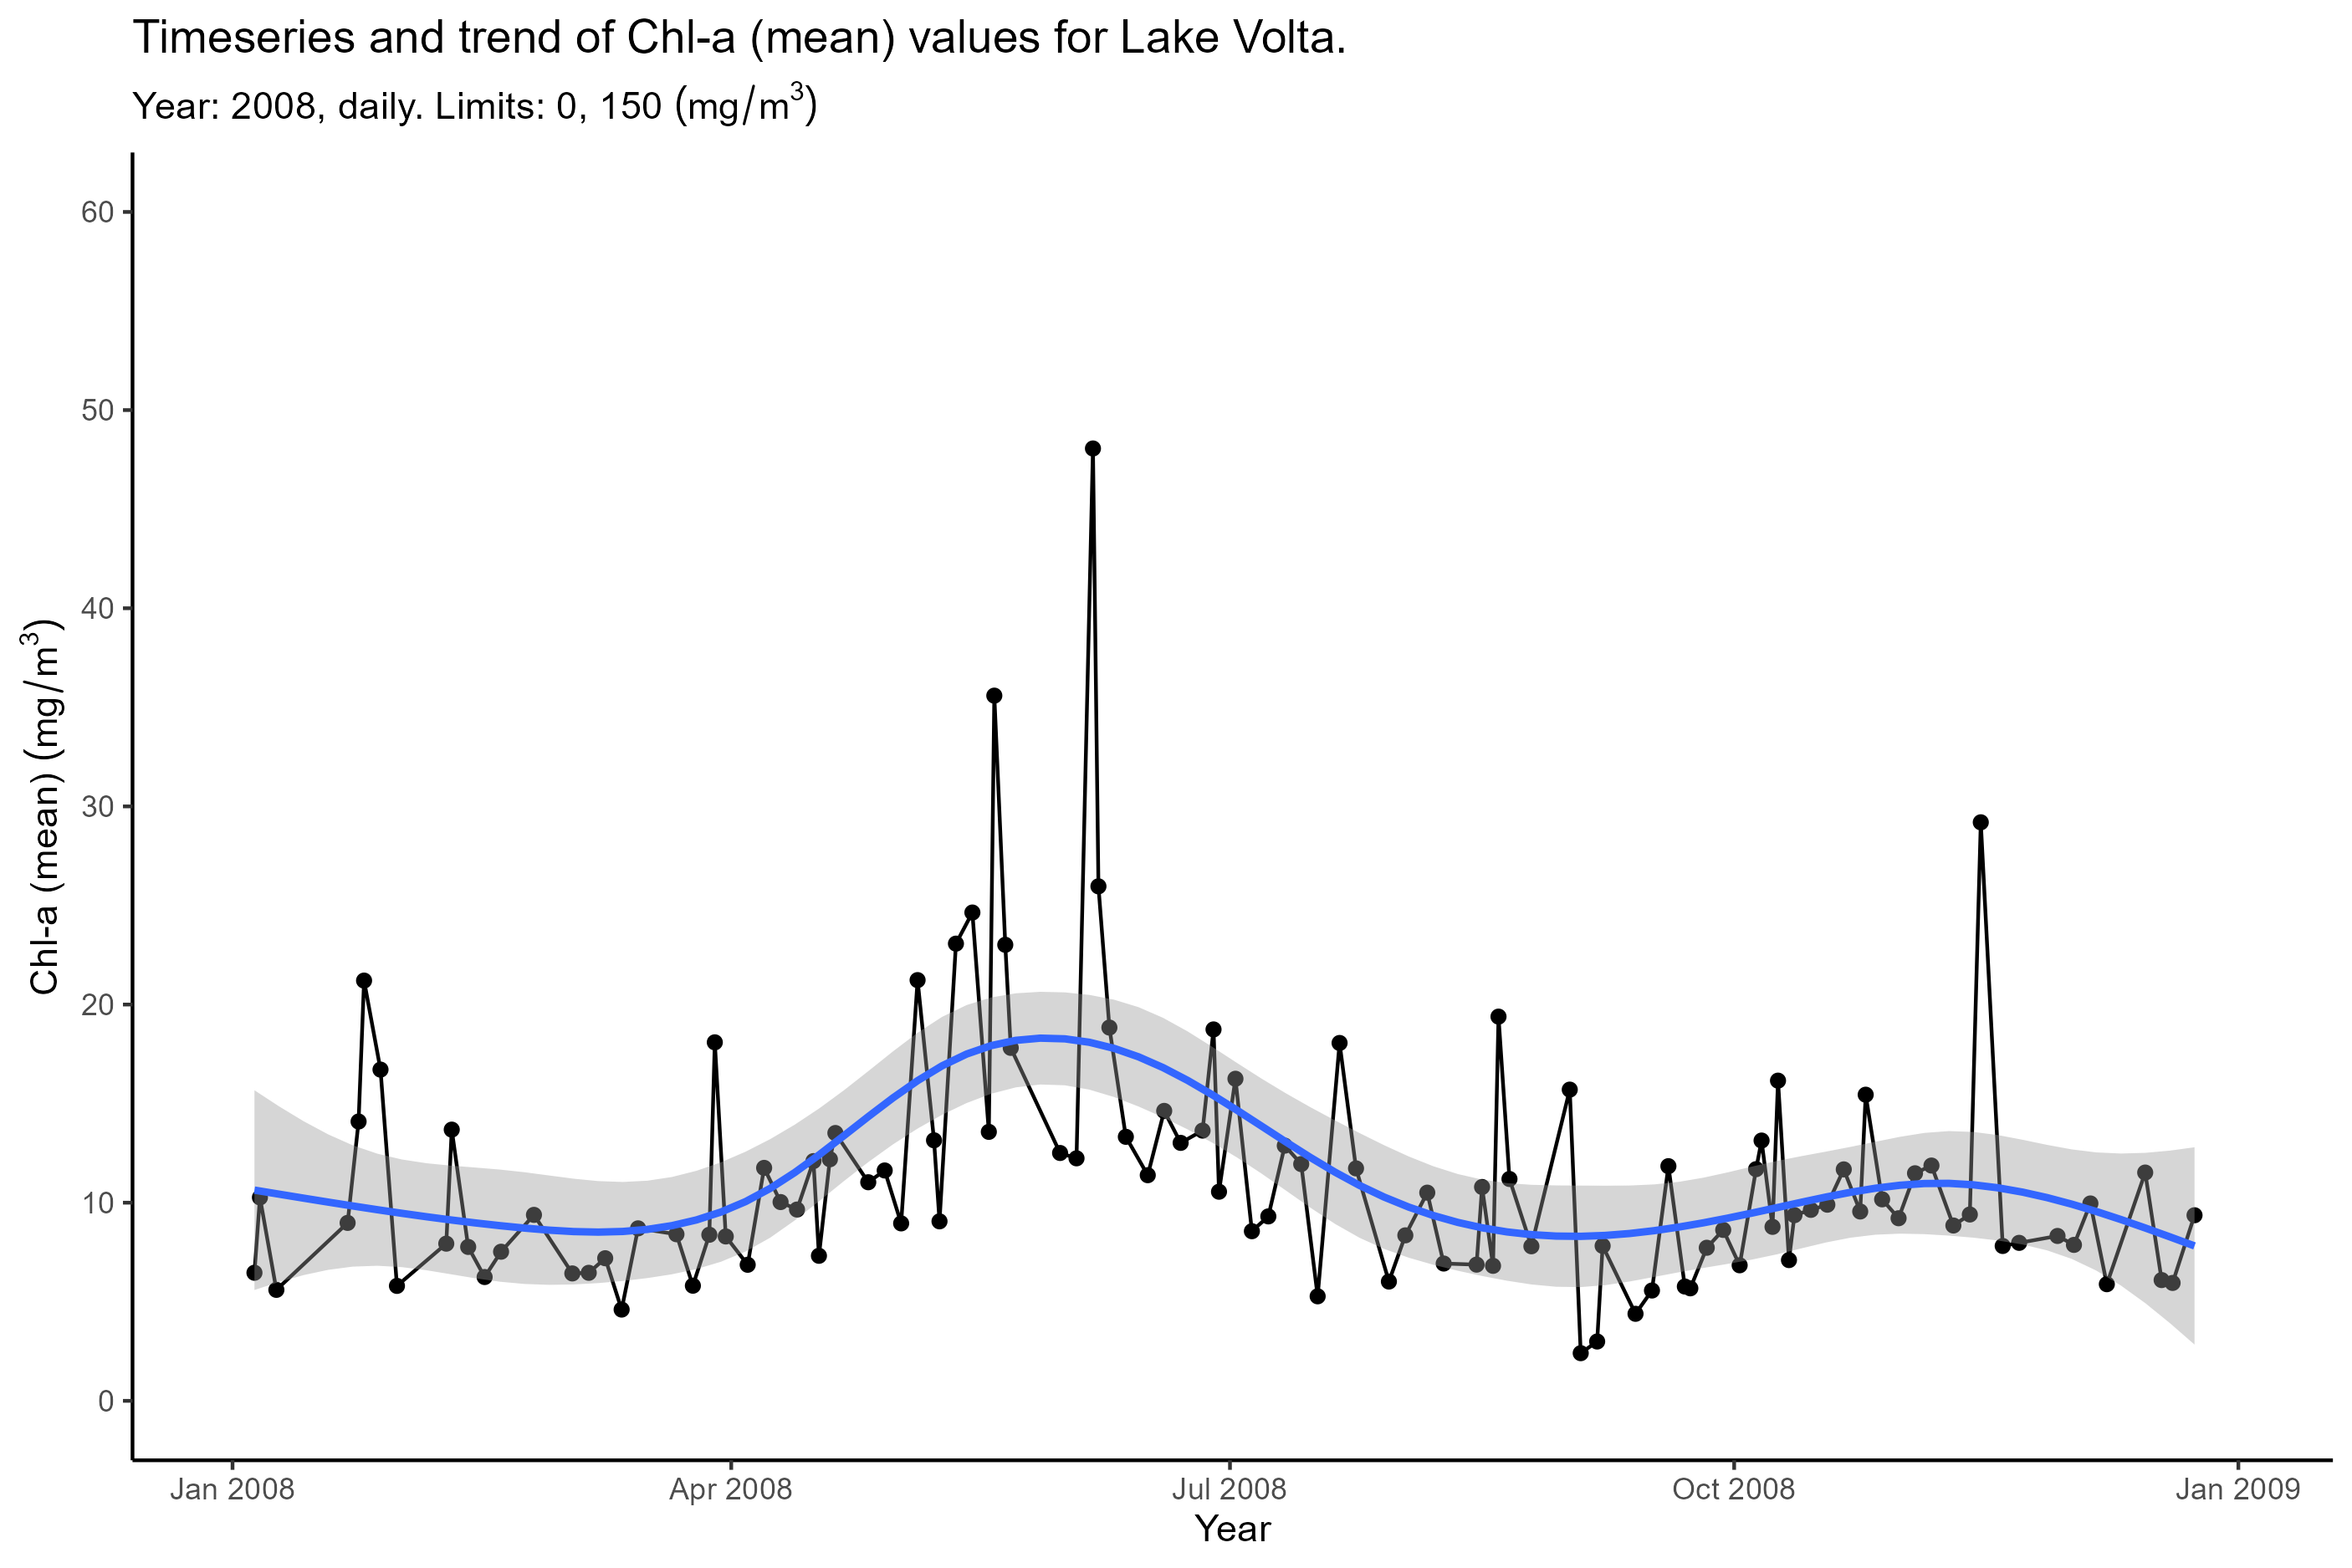 Timeseries and trend of Chl-a (mean) values for Lake Volta.
Year: 2008, daily. Limits: 0, 150 (mg/m³)
60
50
40
30
20
10
0
Chl-a (mean) (mg/m³)
Jan 2008 Apr 2008 Jul 2008 Oct 2008 Jan 2009
Year